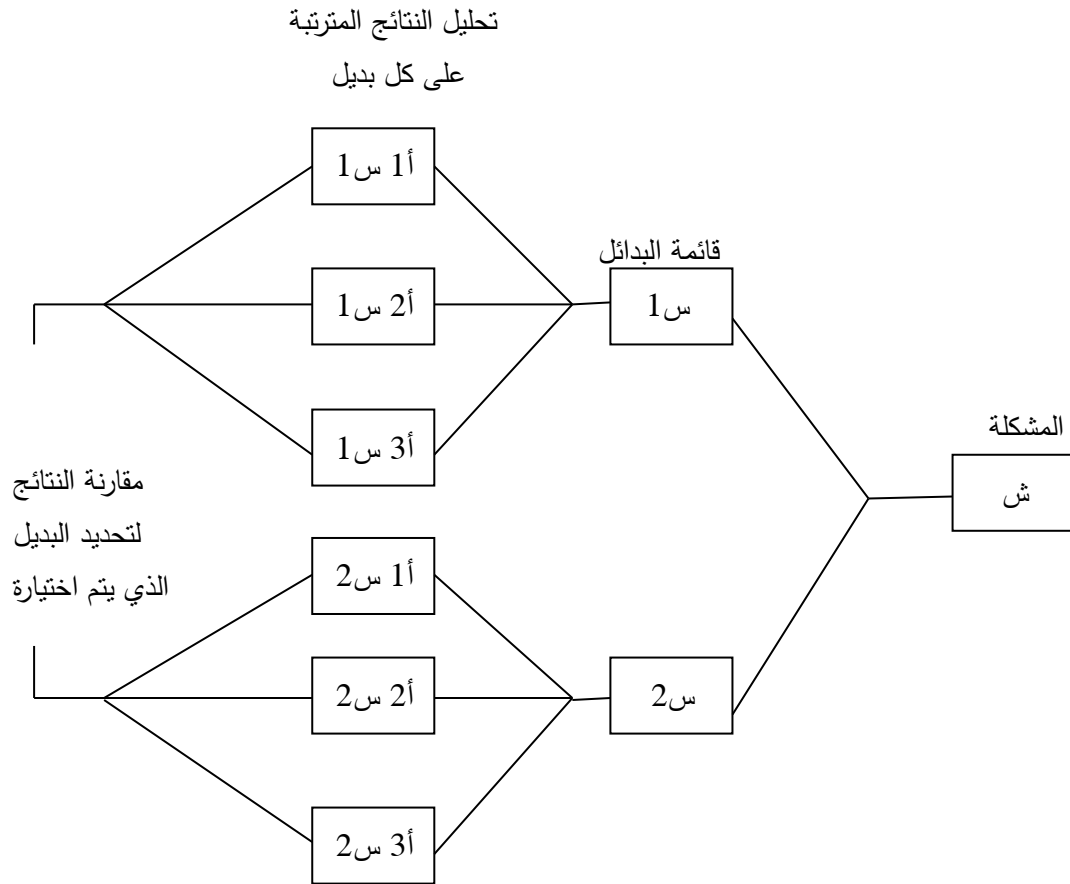 تحليل النتائج المترتبة
على كل بديل
أ1 س1
قائمة البدائل
أ2 س1
س1
أ3 س1
المشكلة
ش
مقارنة النتائج
لتحديد البديل
الذي يتم اختيارة
أ1 س2
أ2 س2
س2
أ3 س2